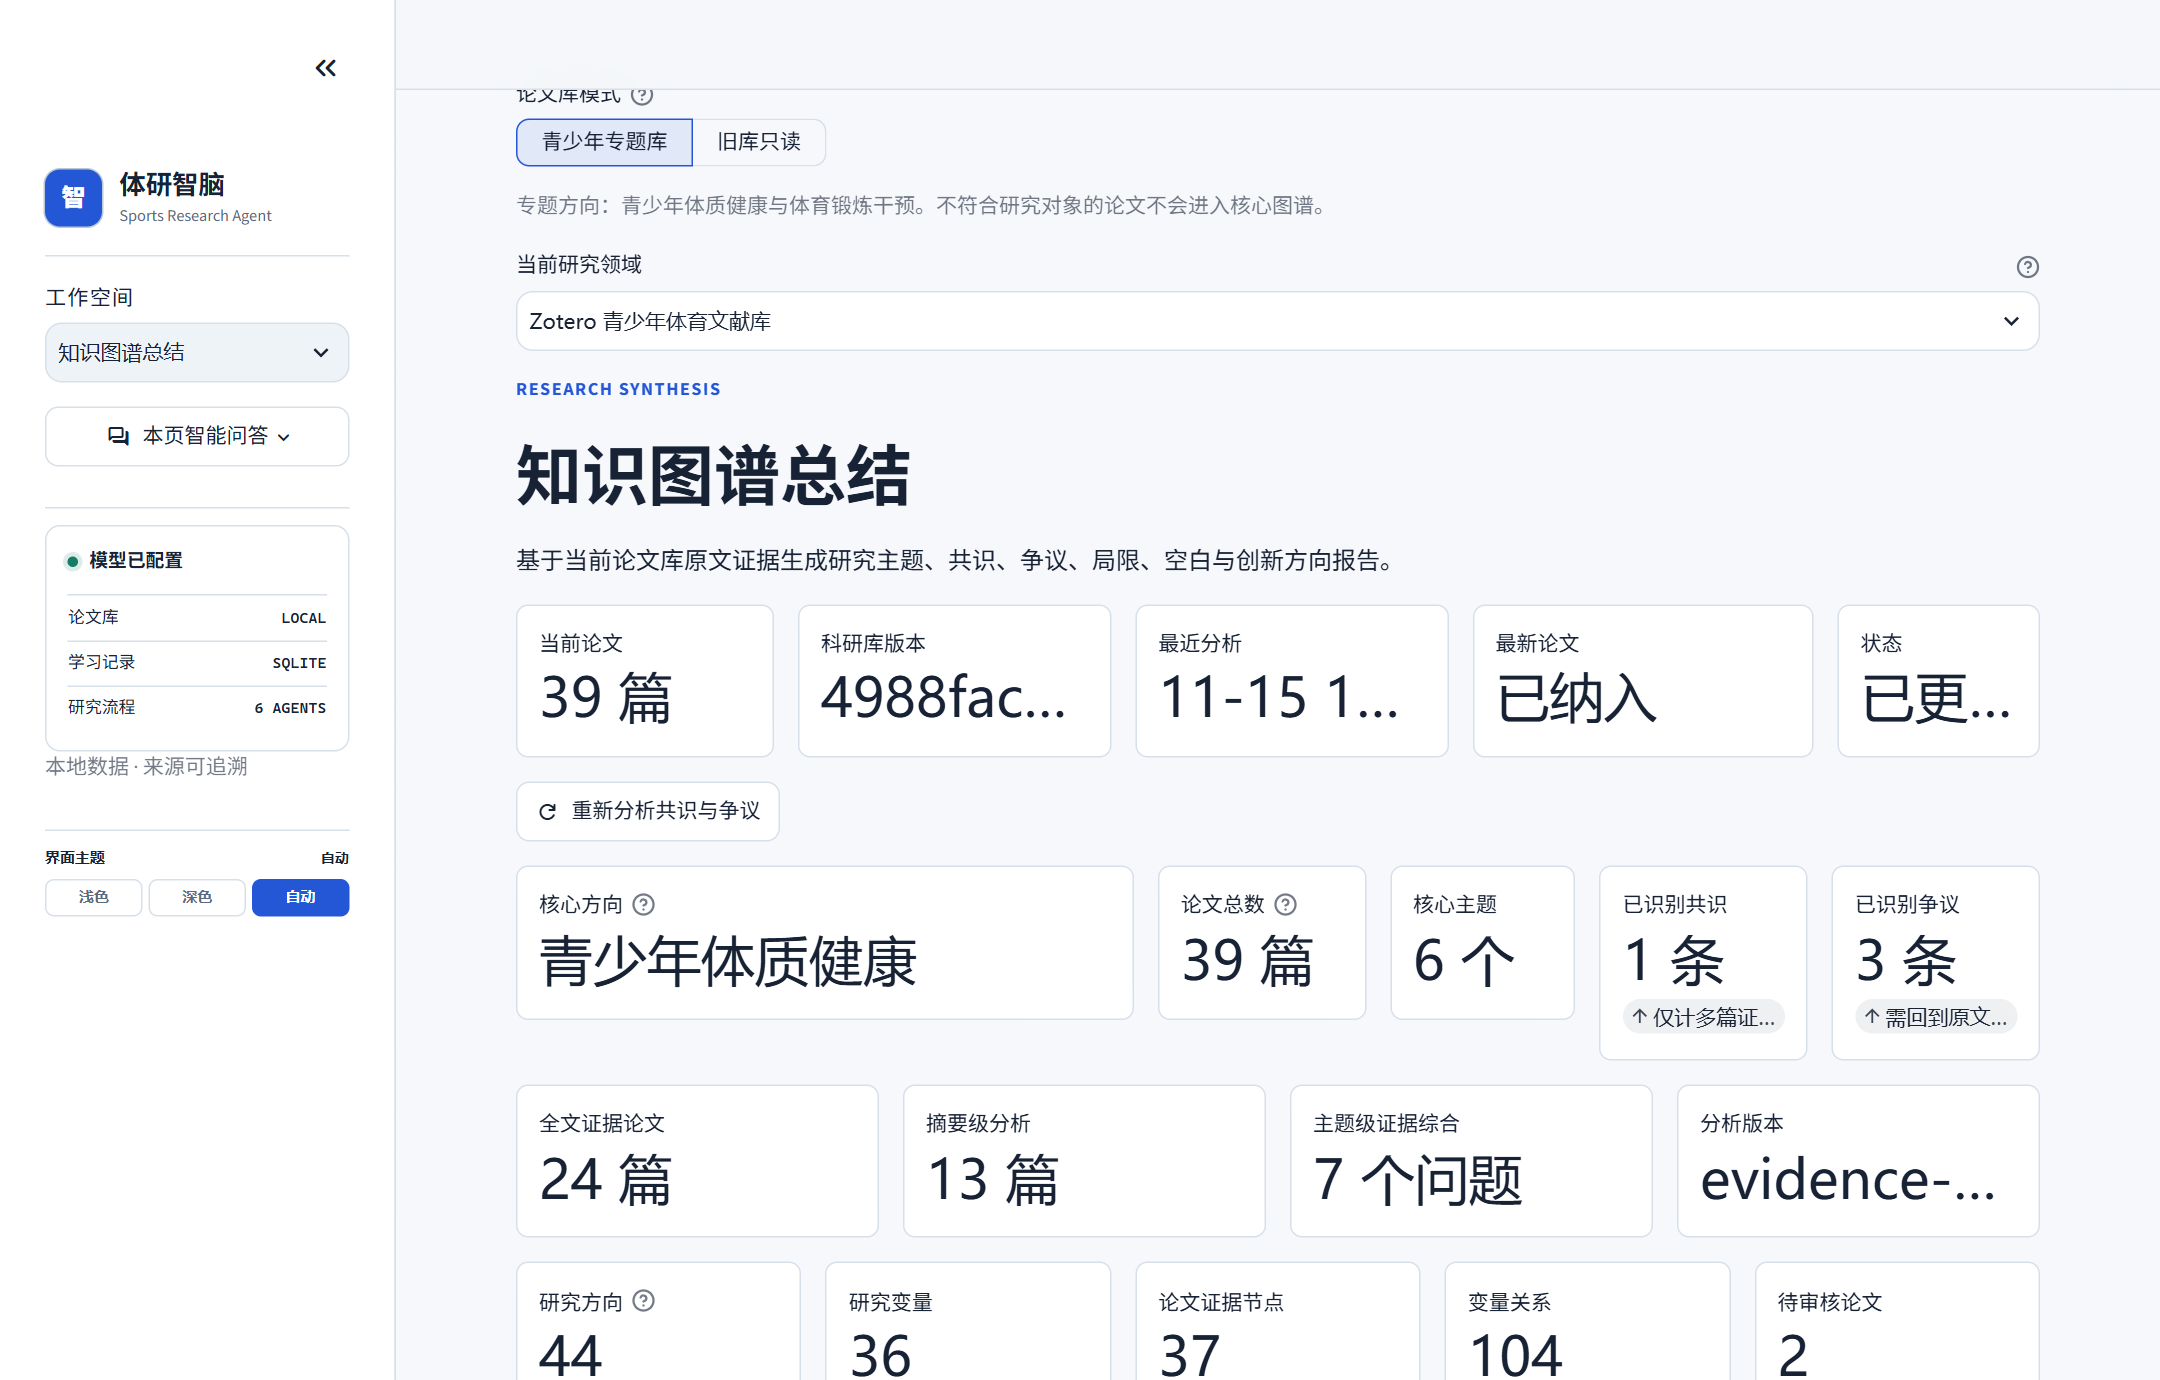 智
体研智脑
Sports Research Agent
工作空间
知识图谱总结
本页智能问答
模型已配置
论文库 LOCAL
学习记录 SQLITE
研究流程 6 AGENTS
本地数据 · 来源可追溯
界面主题 自动
浅色 深色 自动
论文库模式
青少年专题库 旧库只读
专题方向：青少年体质健康与体育锻炼干预。不符合研究对象的论文不会进入核心图谱。
当前研究领域
Zotero 青少年体育文献库
RESEARCH SYNTHESIS
知识图谱总结
基于当前论文库原文证据生成研究主题、共识、争议、局限、空白与创新方向报告。
当前论文
39 篇
科研库版本
4988fac...
最近分析
11-15 1...
最新论文
已纳入
状态
已更...
重新分析共识与争议
核心方向
青少年体质健康
论文总数
39 篇
核心主题
6 个
已识别共识
1 条
↑ 仅计多篇证...
已识别争议
3 条
↑ 需回到原文...
全文证据论文
24 篇
摘要级分析
13 篇
主题级证据综合
7 个问题
分析版本
evidence-...
研究方向
44
研究变量
36
论文证据节点
37
变量关系
104
待审核论文
2